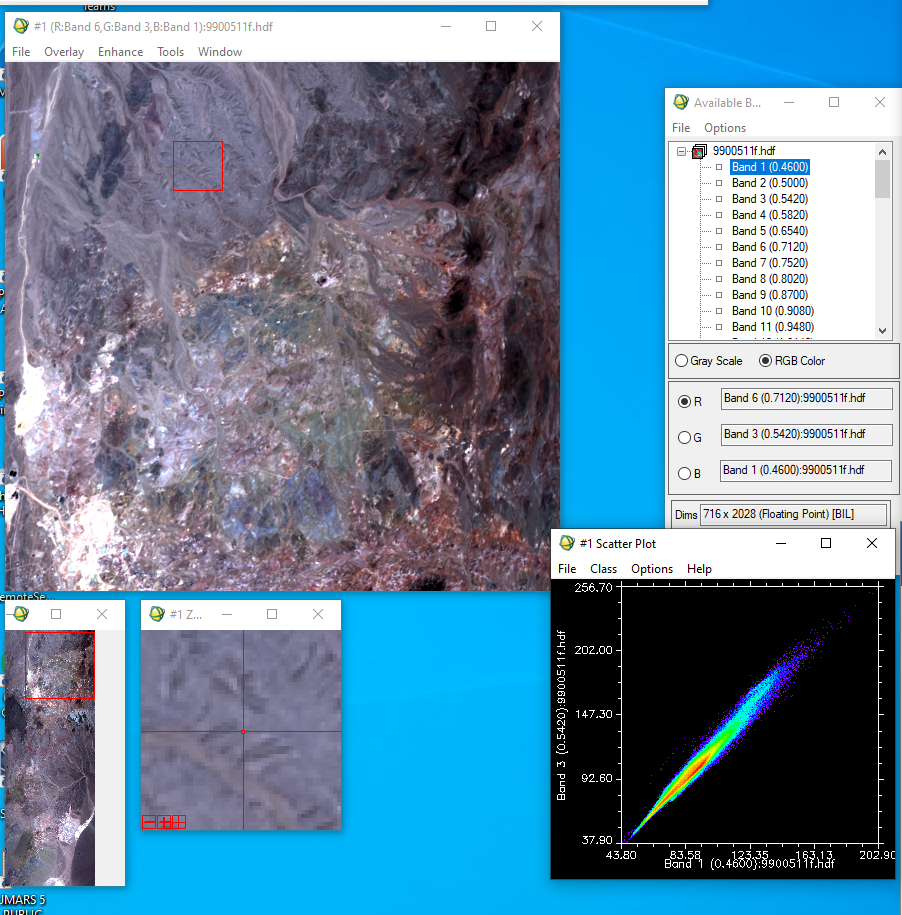 Teams
#1 (R:Band 6,G:Band 3,B:Band 1):9900511f.hdf
File Overlay Enhance Tools Window
Available B...
File Options
9900511f.hdf
Band 1 (0.4600)
Band 2 (0.5000)
Band 3 (0.5420)
Band 4 (0.5820)
Band 5 (0.6540)
Band 6 (0.7120)
Band 7 (0.7520)
Band 8 (0.8020)
Band 9 (0.8700)
Band 10 (0.9080)
Band 11 (0.9480)
Gray Scale RGB Color
R Band 6 (0.7120):9900511f.hdf
G Band 3 (0.5420):9900511f.hdf
B Band 1 (0.4600):9900511f.hdf
Dims 716 x 2028 (Floating Point) [BIL]
#1 Scatter Plot
File Class Options Help
256.70
202.00
147.30
92.60
37.90
Band 3 (0.5420):9900511f.hdf
43.80 83.58 123.35 163.13 202.90
Band 1 (0.4600):9900511f.hdf
emoteSe...
#1 Z...
JMARS 5
PUBLIC